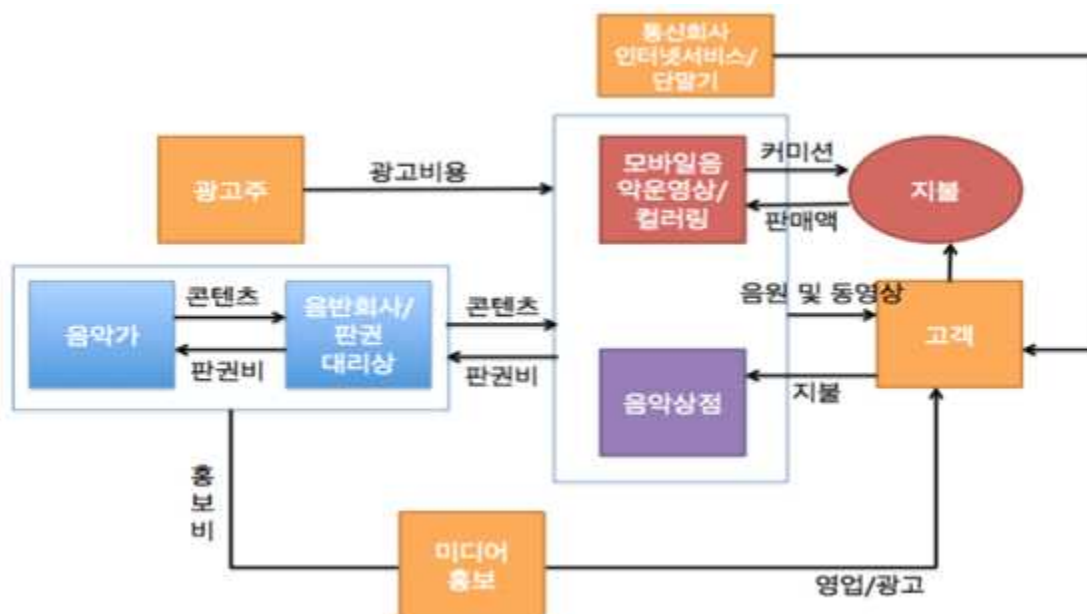 통신회사
인터넷서비스/
단말기
광고주
광고비용
모바일음
악운영상/
컬러링
커미션
판매액
지불
음악가
콘텐츠
판권비
음반회사/
판권
대리상
콘텐츠
판권비
음원 및 동영상
고객
음악상점
지불
홍
보
비
미디어
홍보
영업/광고